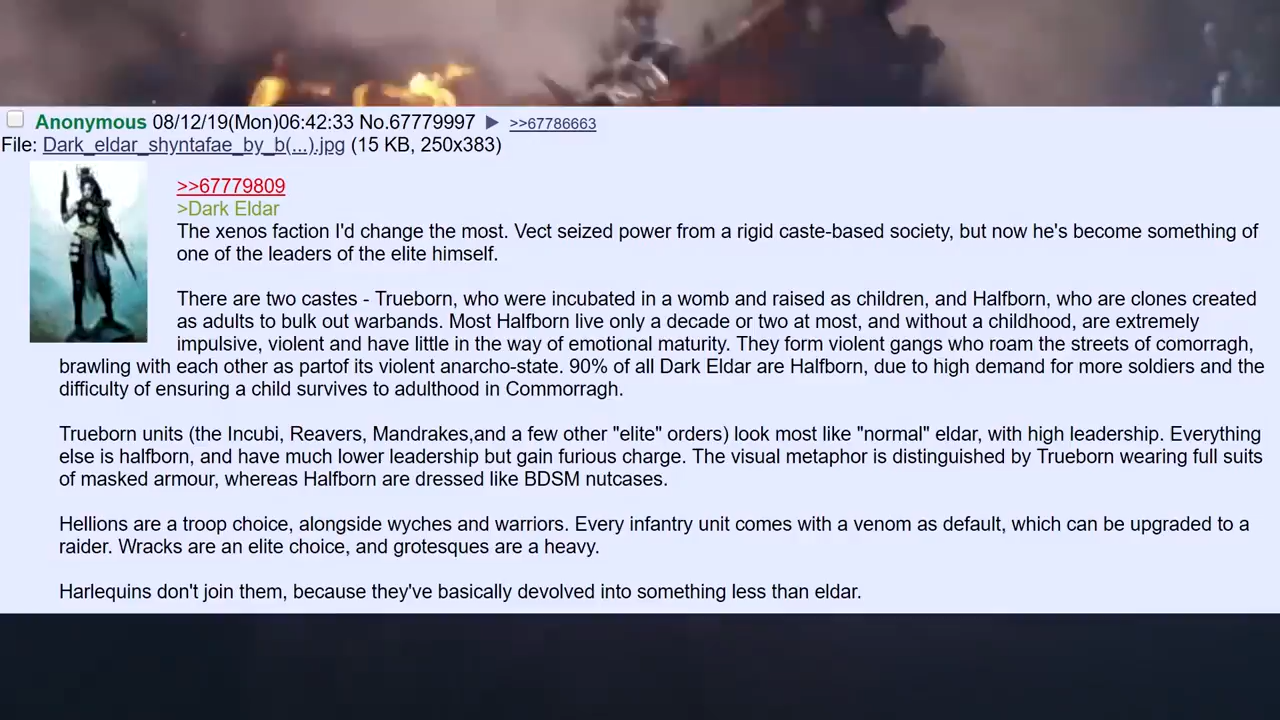 Anonymous 08/12/19(Mon)06:42:33 No.67779997 ▶ >>67786663
File: Dark_eldar_shyntafae_by_b(...).jpg (15 KB, 250x383)
>>67779809
>Dark Eldar
The xenos faction I'd change the most. Vect seized power from a rigid caste-based society, but now he's become something of
one of the leaders of the elite himself.
There are two castes - Trueborn, who were incubated in a womb and raised as children, and Halfborn, who are clones created
as adults to bulk out warbands. Most Halfborn live only a decade or two at most, and without a childhood, are extremely
impulsive, violent and have little in the way of emotional maturity. They form violent gangs who roam the streets of comorragh,
brawling with each other as partof its violent anarcho-state. 90% of all Dark Eldar are Halfborn, due to high demand for more soldiers and the
difficulty of ensuring a child survives to adulthood in Commorragh.
Trueborn units (the Incubi, Reavers, Mandrakes,and a few other "elite" orders) look most like "normal" eldar, with high leadership. Everything
else is halfborn, and have much lower leadership but gain furious charge. The visual metaphor is distinguished by Trueborn wearing full suits
of masked armour, whereas Halfborn are dressed like BDSM nutcases.
Hellions are a troop choice, alongside wyches and warriors. Every infantry unit comes with a venom as default, which can be upgraded to a
raider. Wracks are an elite choice, and grotesques are a heavy.
Harlequins don't join them, because they've basically devolved into something less than eldar.